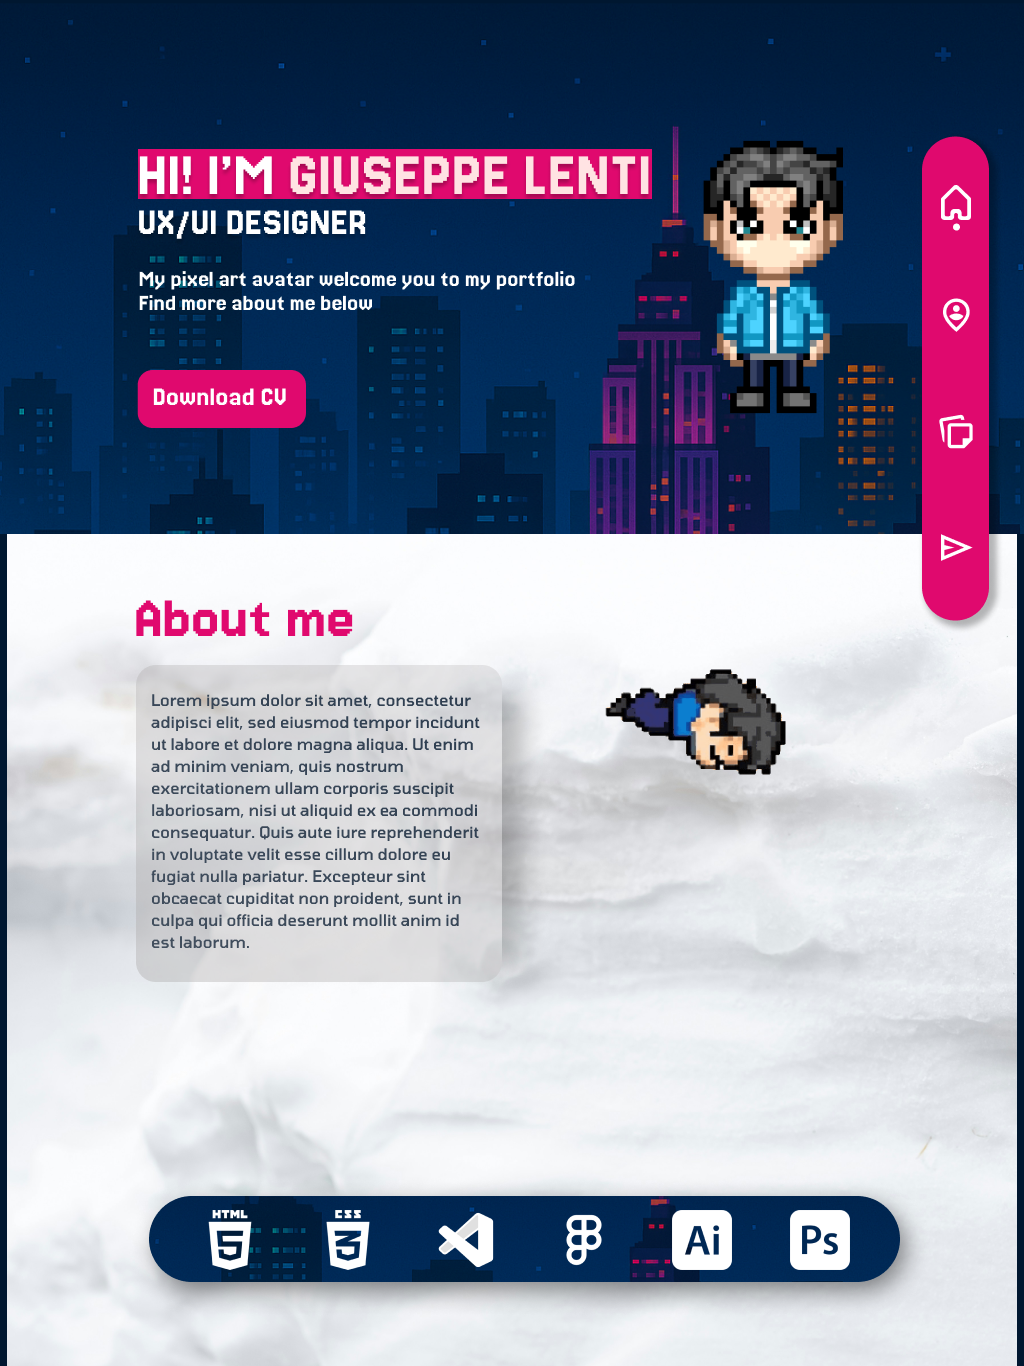 HI! I'M GIUSEPPE LENTI
UX/UI DESIGNER
My pixel art avatar welcome you to my portfolio
Find more about me below
Download CV
About me
Lorem ipsum dolor sit amet, consectetur
adipisci elit, sed eiusmod tempor incidunt
ut labore et dolore magna aliqua. Ut enim
ad minim veniam, quis nostrum
exercitationem ullam corporis suscipit
laboriosam, nisi ut aliquid ex ea commodi
consequatur. Quis aute iure reprehenderit
in voluptate velit esse cillum dolore eu
fugiat nulla pariatur. Excepteur sint
obcaecat cupiditat non proident, sunt in
culpa qui officia deserunt mollit anim id
est laborum.
HTML 5
CSS 3
Ai
Ps